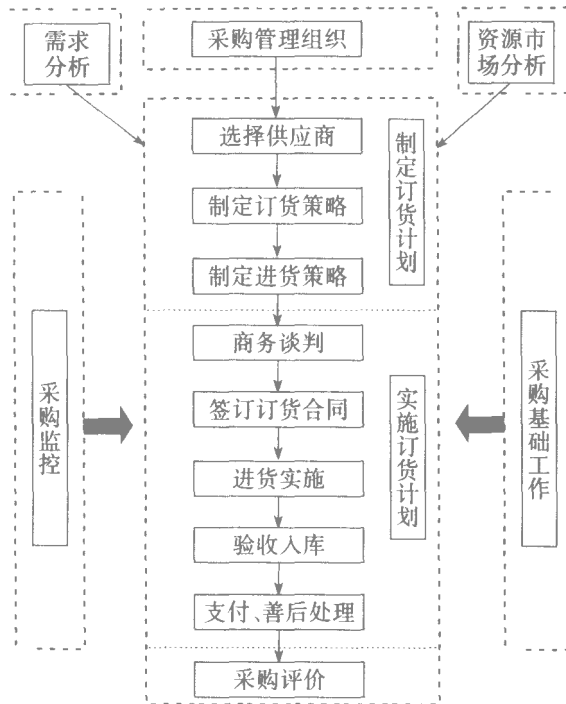 需求
分析
采购管理组织
资源市
场分析
选择供应商
制定订货策略
制定进货策略
制定订货计划
商务谈判
签订订货合同
进货实施
验收入库
支付、善后处理
实施订货计划
采购监控
采购基础工作
采购评价